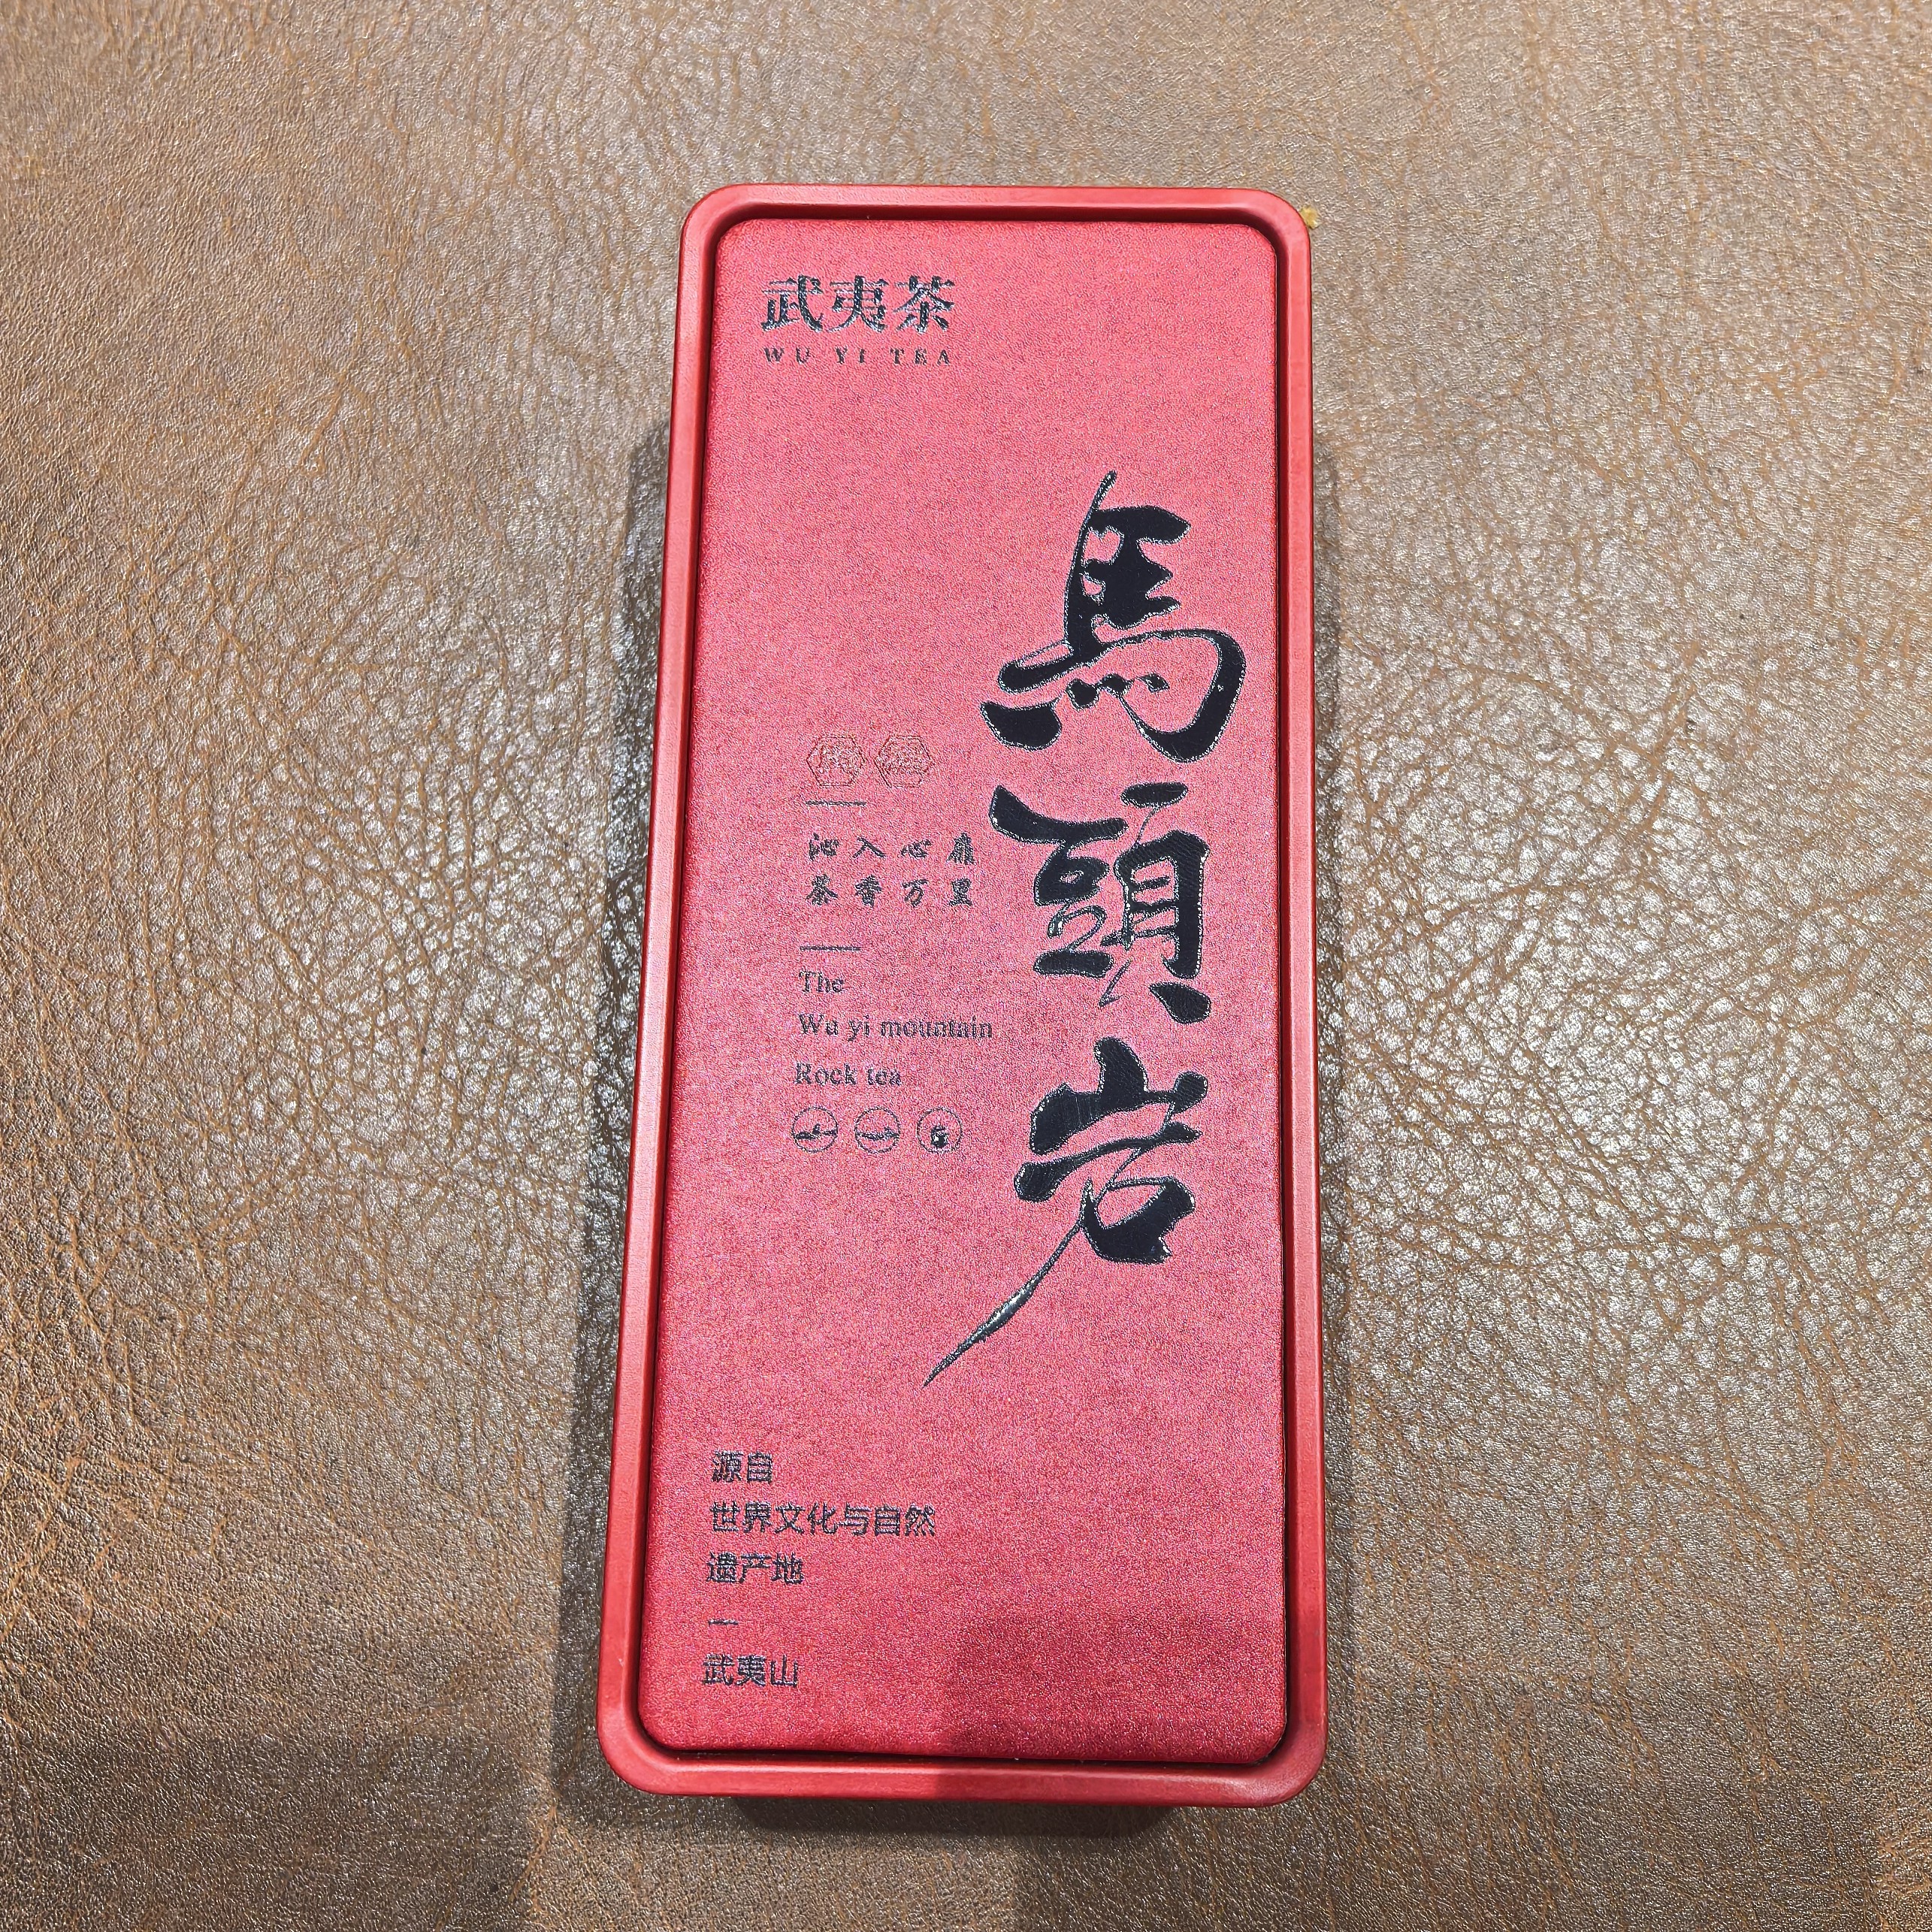 武夷茶
WU YI TEA
馬頭岩
沁入心扉
茶香万里
The
Wu yi mountain
Rock tea
源自
世界文化与自然
遗产地
—
武夷山